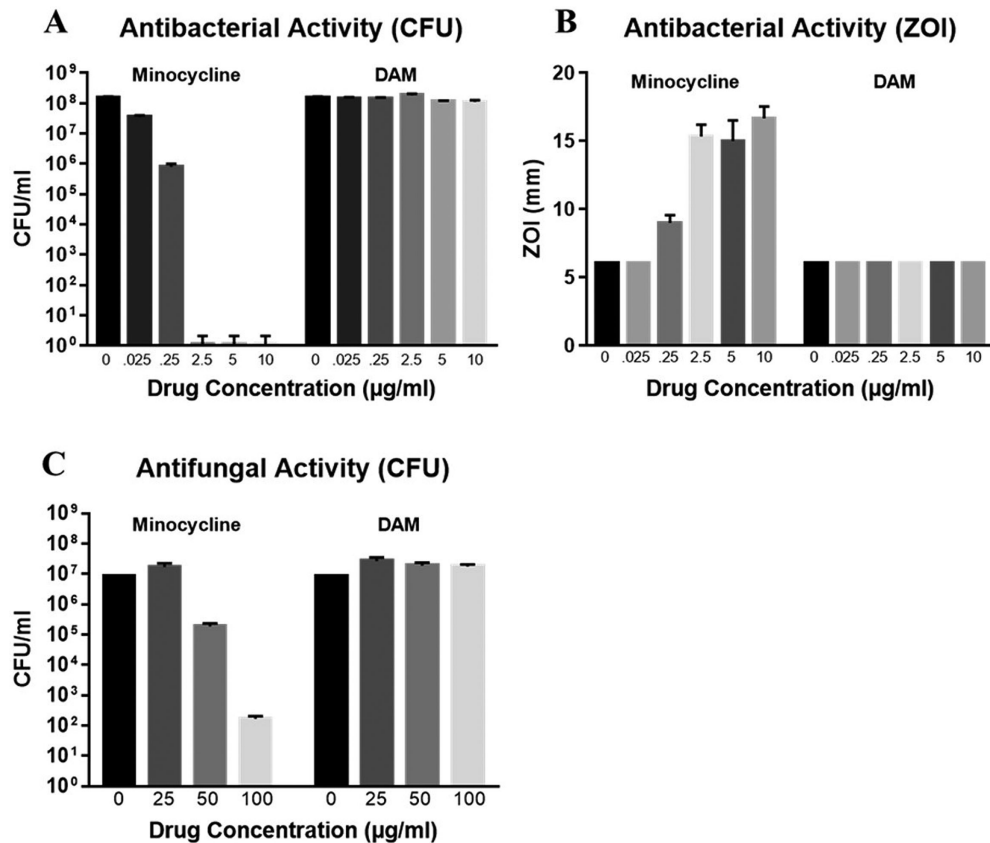 A Antibacterial Activity (CFU)
Minocycline DAM
CFU/ml
10⁹
10⁸
10⁷
10⁶
10⁵
10⁴
10³
10²
10¹
10⁰
0 .025 .25 2.5 5 10 0 .025 .25 2.5 5 10
Drug Concentration (µg/ml)
B Antibacterial Activity (ZOI)
Minocycline DAM
ZOI (mm)
20
15
10
5
0
0 .025 .25 2.5 5 10 0 .025 .25 2.5 5 10
Drug Concentration (µg/ml)
C Antifungal Activity (CFU)
Minocycline DAM
CFU/ml
10⁹
10⁸
10⁷
10⁶
10⁵
10⁴
10³
10²
10¹
10⁰
0 25 50 100 0 25 50 100
Drug Concentration (µg/ml)